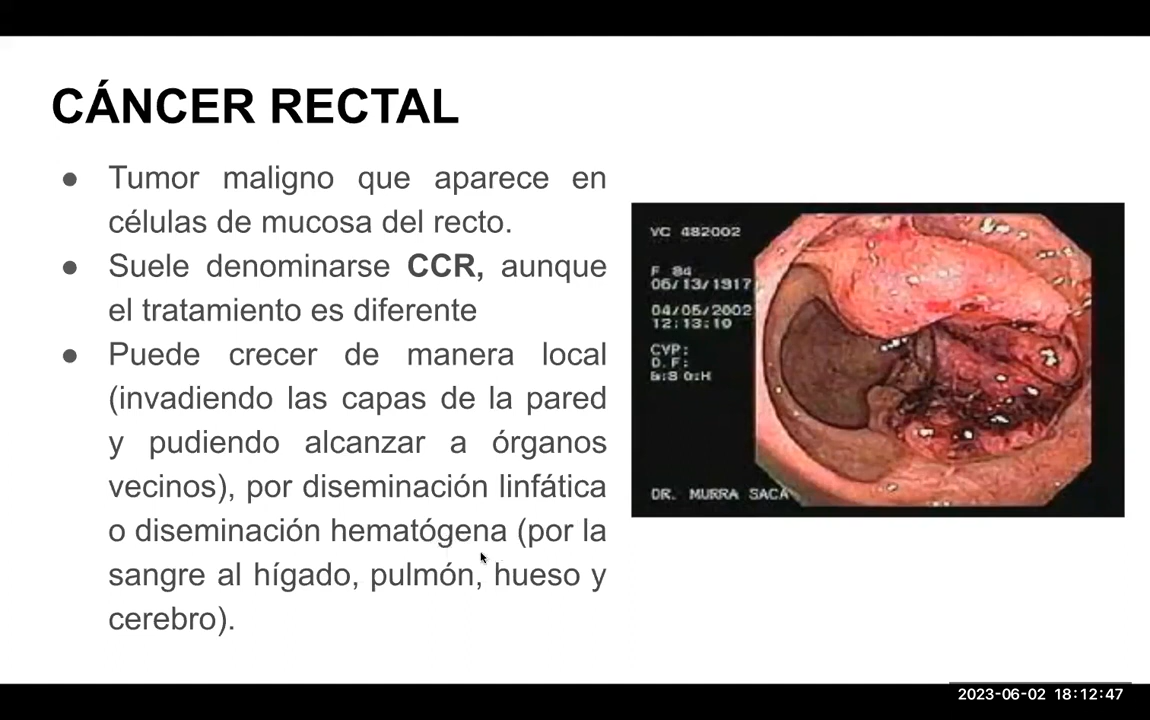 CÁNCER RECTAL
● Tumor maligno que aparece en
células de mucosa del recto.
● Suele denominarse CCR, aunque
el tratamiento es diferente
● Puede crecer de manera local
(invadiendo las capas de la pared
y pudiendo alcanzar a órganos
vecinos), por diseminación linfática
o diseminación hematógena (por la
sangre al hígado, pulmón, hueso y
cerebro).
VC 482002
F 84
06/13/1917
04/05/2002
12:13:10
CYP:
D.F:
DR. MURRA SACA
2023-06-02 18:12:47